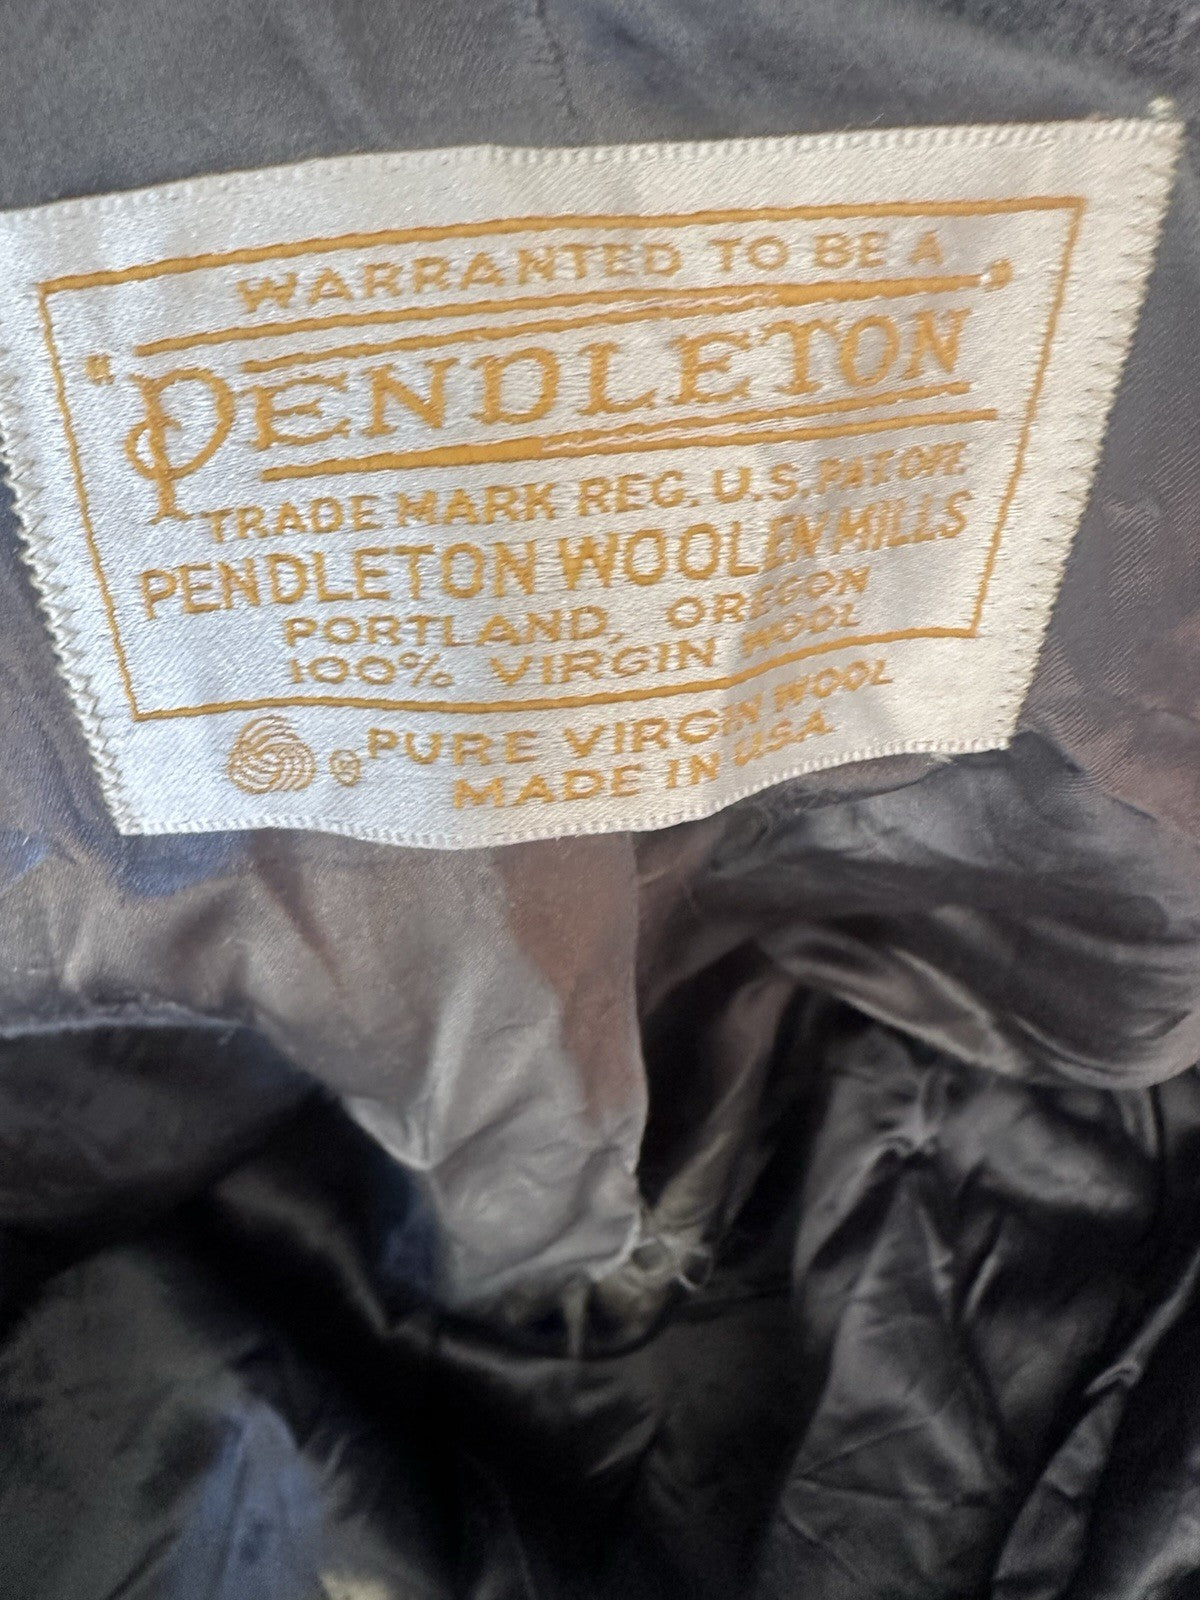 WARRANTED TO BE A
"PENDLETON"
TRADE MARK REG. U.S. PAT. OFF.
PENDLETON WOOLEN MILLS
PORTLAND, OREGON
100% VIRGIN WOOL
® PURE VIRGIN WOOL
MADE IN USA